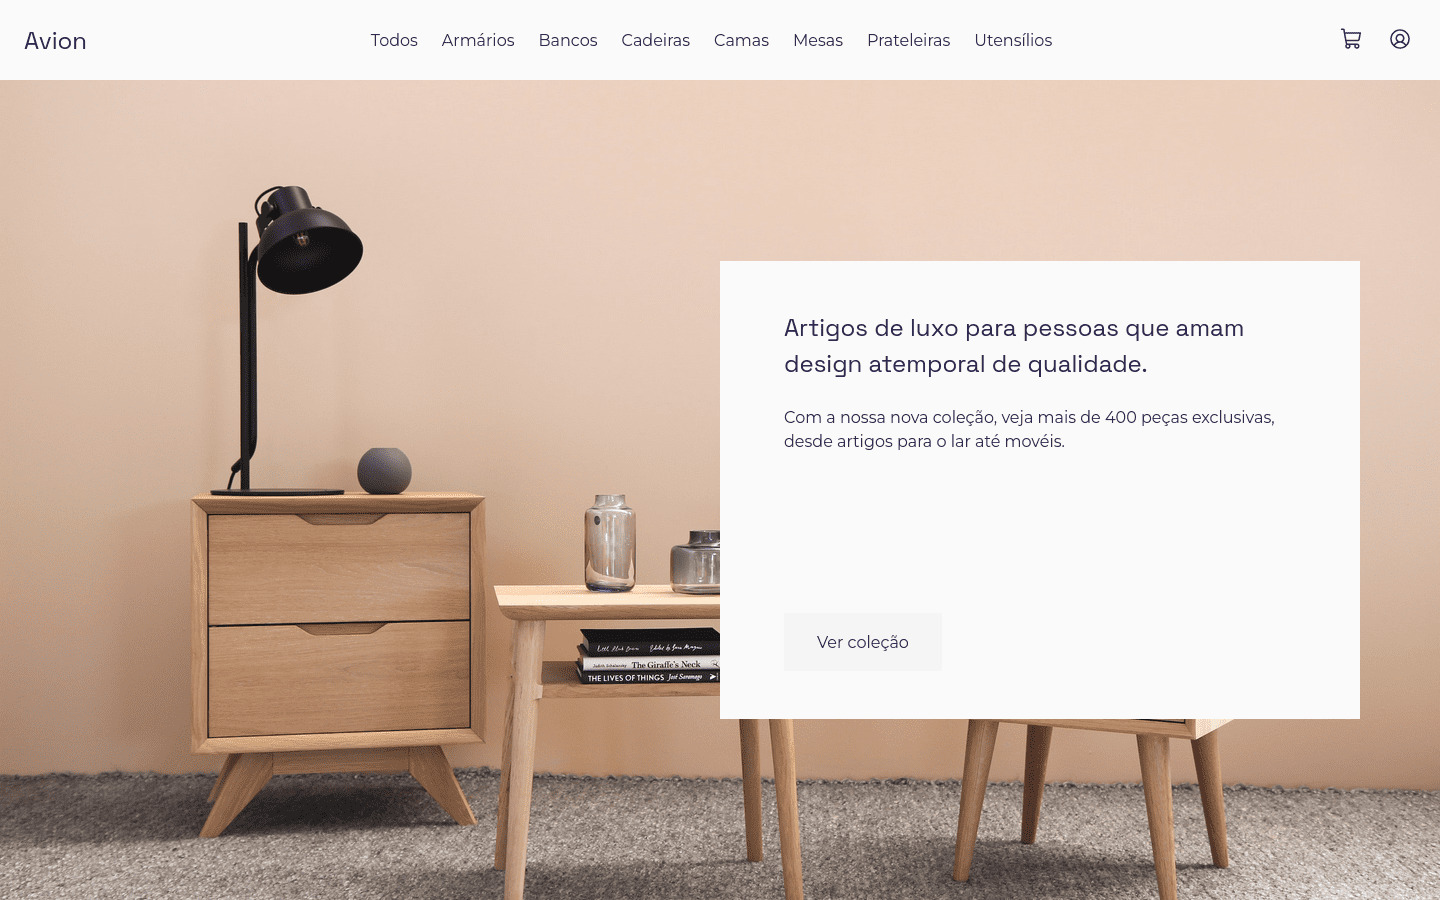 Avion
Todos Armários Bancos Cadeiras Camas Mesas Prateleiras Utensílios
Artigos de luxo para pessoas que amam
design atemporal de qualidade.
Com a nossa nova coleção, veja mais de 400 peças exclusivas,
desde artigos para o lar até movéis.
Ver coleção
The Giraffe's Neck
THE LIVES OF THINGS José Saramago